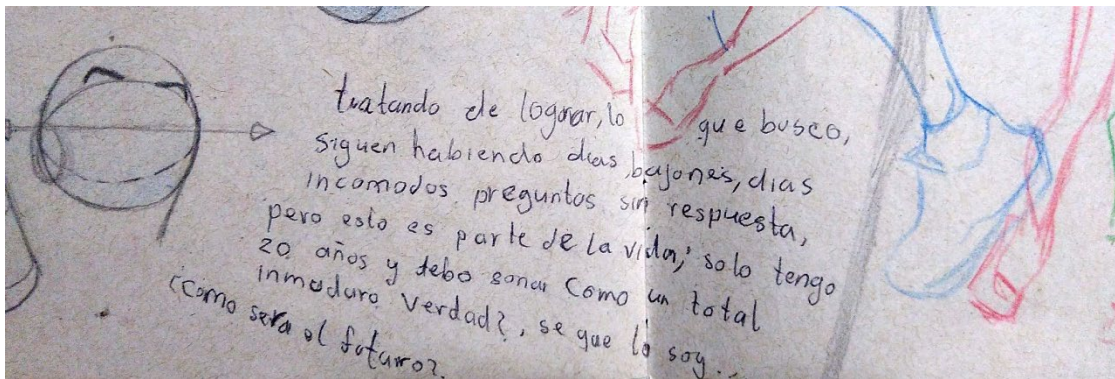 tratando de lograr, lo que busco,
siguen habiendo dias bajones, dias
incomodos preguntas sin respuesta,
pero esto es parte de la vida, solo tengo
20 años y debo sonar como un total
inmaduro verdad?, se que lo soy...
¿como sera el futuro?